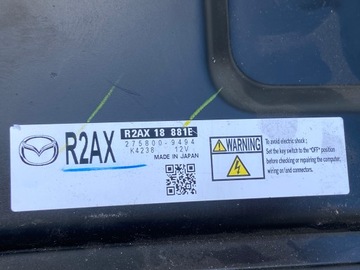 R2AX
R2AX 18 881E
275800-9494
K4238 12V
MADE IN JAPAN
WARNING
To avoid electric shock ;
Set the key switch to the "OFF" position
before checking or repairing the computer,
wiring on/and connectors.